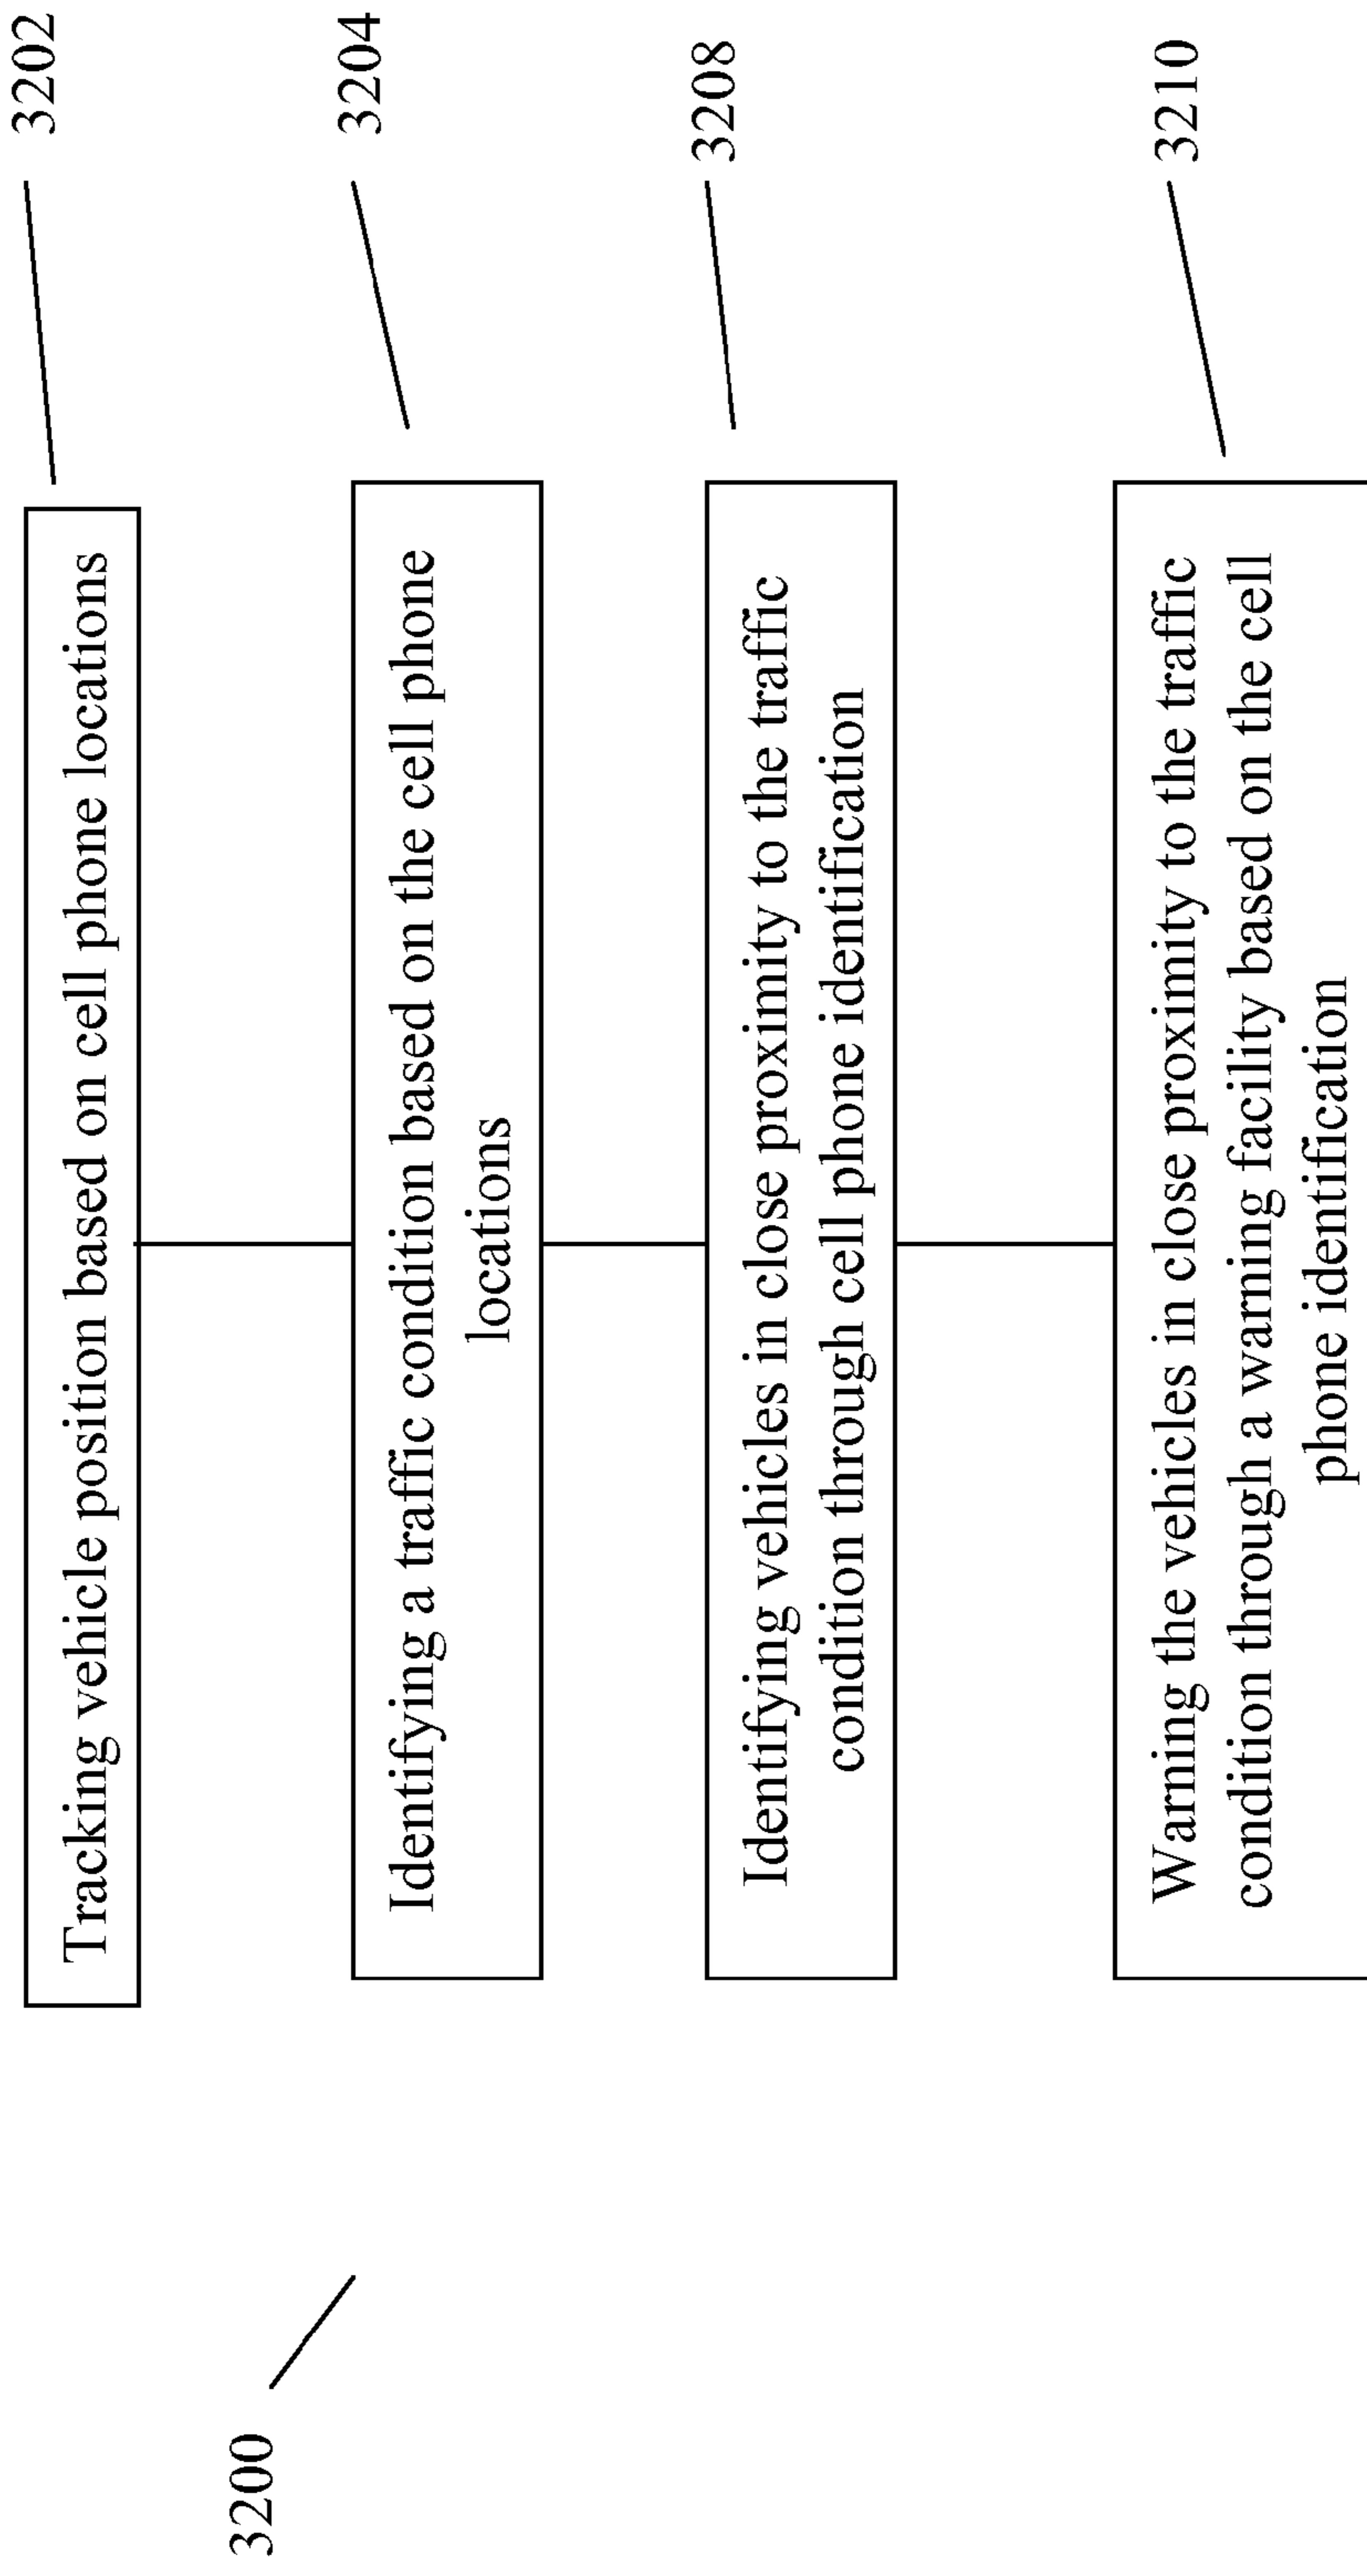 3200
3202
Tracking vehicle position based on cell phone locations
3204
Identifying a traffic condition based on the cell phone
locations
3208
Identifying vehicles in close proximity to the traffic
condition through cell phone identification
3210
Warning the vehicles in close proximity to the traffic
condition through a warning facility based on the cell
phone identification